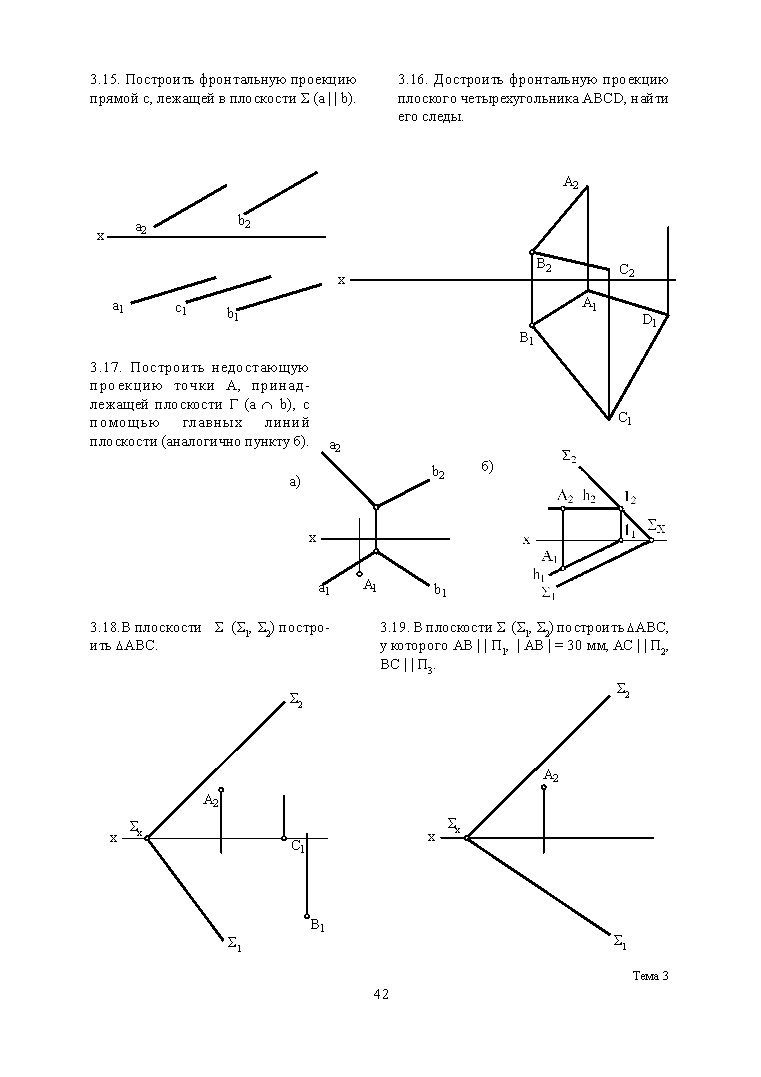 3.15. Построить фронтальную проекцию
прямой с, лежащей в плоскости Σ (a || b).
3.16. Достроить фронтальную проекцию
плоского четырехугольника ABCD, найти
его следы.
a₂
b₂
x
a₁
c₁
b₁
A₂
B₂
C₂
x
A₁
D₁
B₁
C₁
3.17. Построить недостающую
проекцию точки А, принад-
лежащей плоскости Г (a ∩ b), с
помощью главных линий
плоскости (аналогично пункту б).
а)
a₂
b₂
x
a₁
A₁
b₁
б)
Σ₂
A₂ h₂ 1₂
x
1₁ Σₓ
A₁
h₁
Σ₁
3.18.В плоскости Σ (Σ₁, Σ₂) постро-
ить ΔABC.
3.19. В плоскости Σ (Σ₁, Σ₂) построить ΔABC,
у которого AB || П₁, | AB | = 30 мм, AC || П₂,
BC || П₃.
Σ₂
A₂
Σₓ
x
C₁
B₁
Σ₁
Σ₂
A₂
Σₓ
x
Σ₁
Тема 3
42